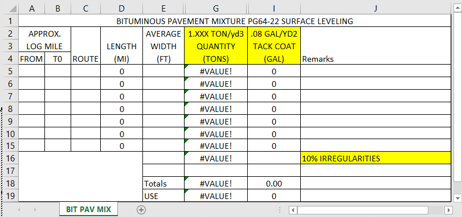 A B C D E G I J
1 BITUMINOUS PAVEMENT MIXTURE PG64-22 SURFACE LEVELING
2 APPROX. AVERAGE 1.XXX TON/yd3 .08 GAL/YD2
3 LOG MILE LENGTH WIDTH QUANTITY TACK COAT
4 FROM T0 ROUTE (MI) (FT) (TONS) (GAL) Remarks
5 0 #VALUE! 0
6 0 #VALUE! 0
7 0 #VALUE! 0
8 0 #VALUE! 0
9 0 #VALUE! 0
10 0 #VALUE! 0
15 0 #VALUE! 0
16 #VALUE! 10% IRREGULARITIES
17
18 Totals #VALUE! 0.00
19 USE #VALUE! 0
BIT PAV MIX